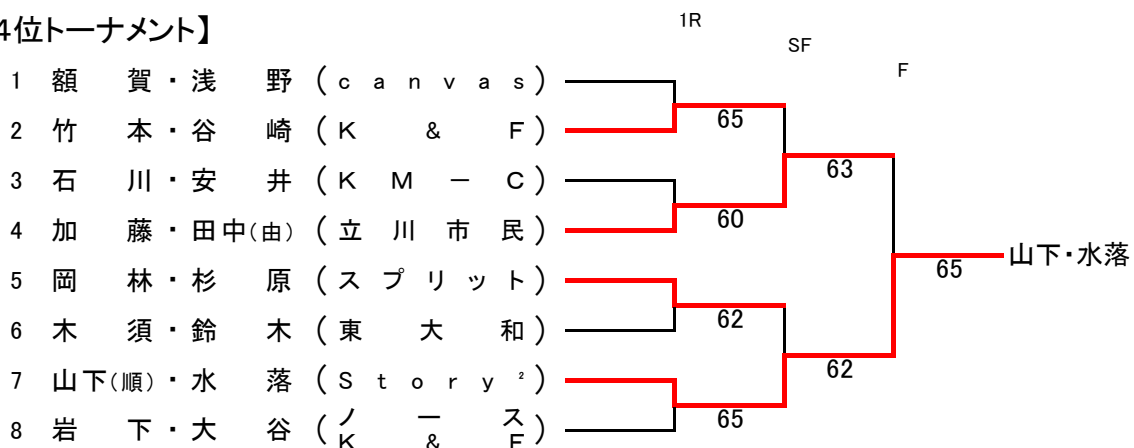 4位トーナメント】
1R
SF
F
1 額賀・浅野 (canvas)
2 竹本・谷崎 (K&F)
3 石川・安井 (KM－C)
4 加藤・田中(由) (立川市民)
5 岡林・杉原 (スプリット)
6 木須・鈴木 (東大和)
7 山下(順)・水落 (Story²)
8 岩下・大谷 (ノース K&F)
65
60
62
65
63
62
65
山下・水落